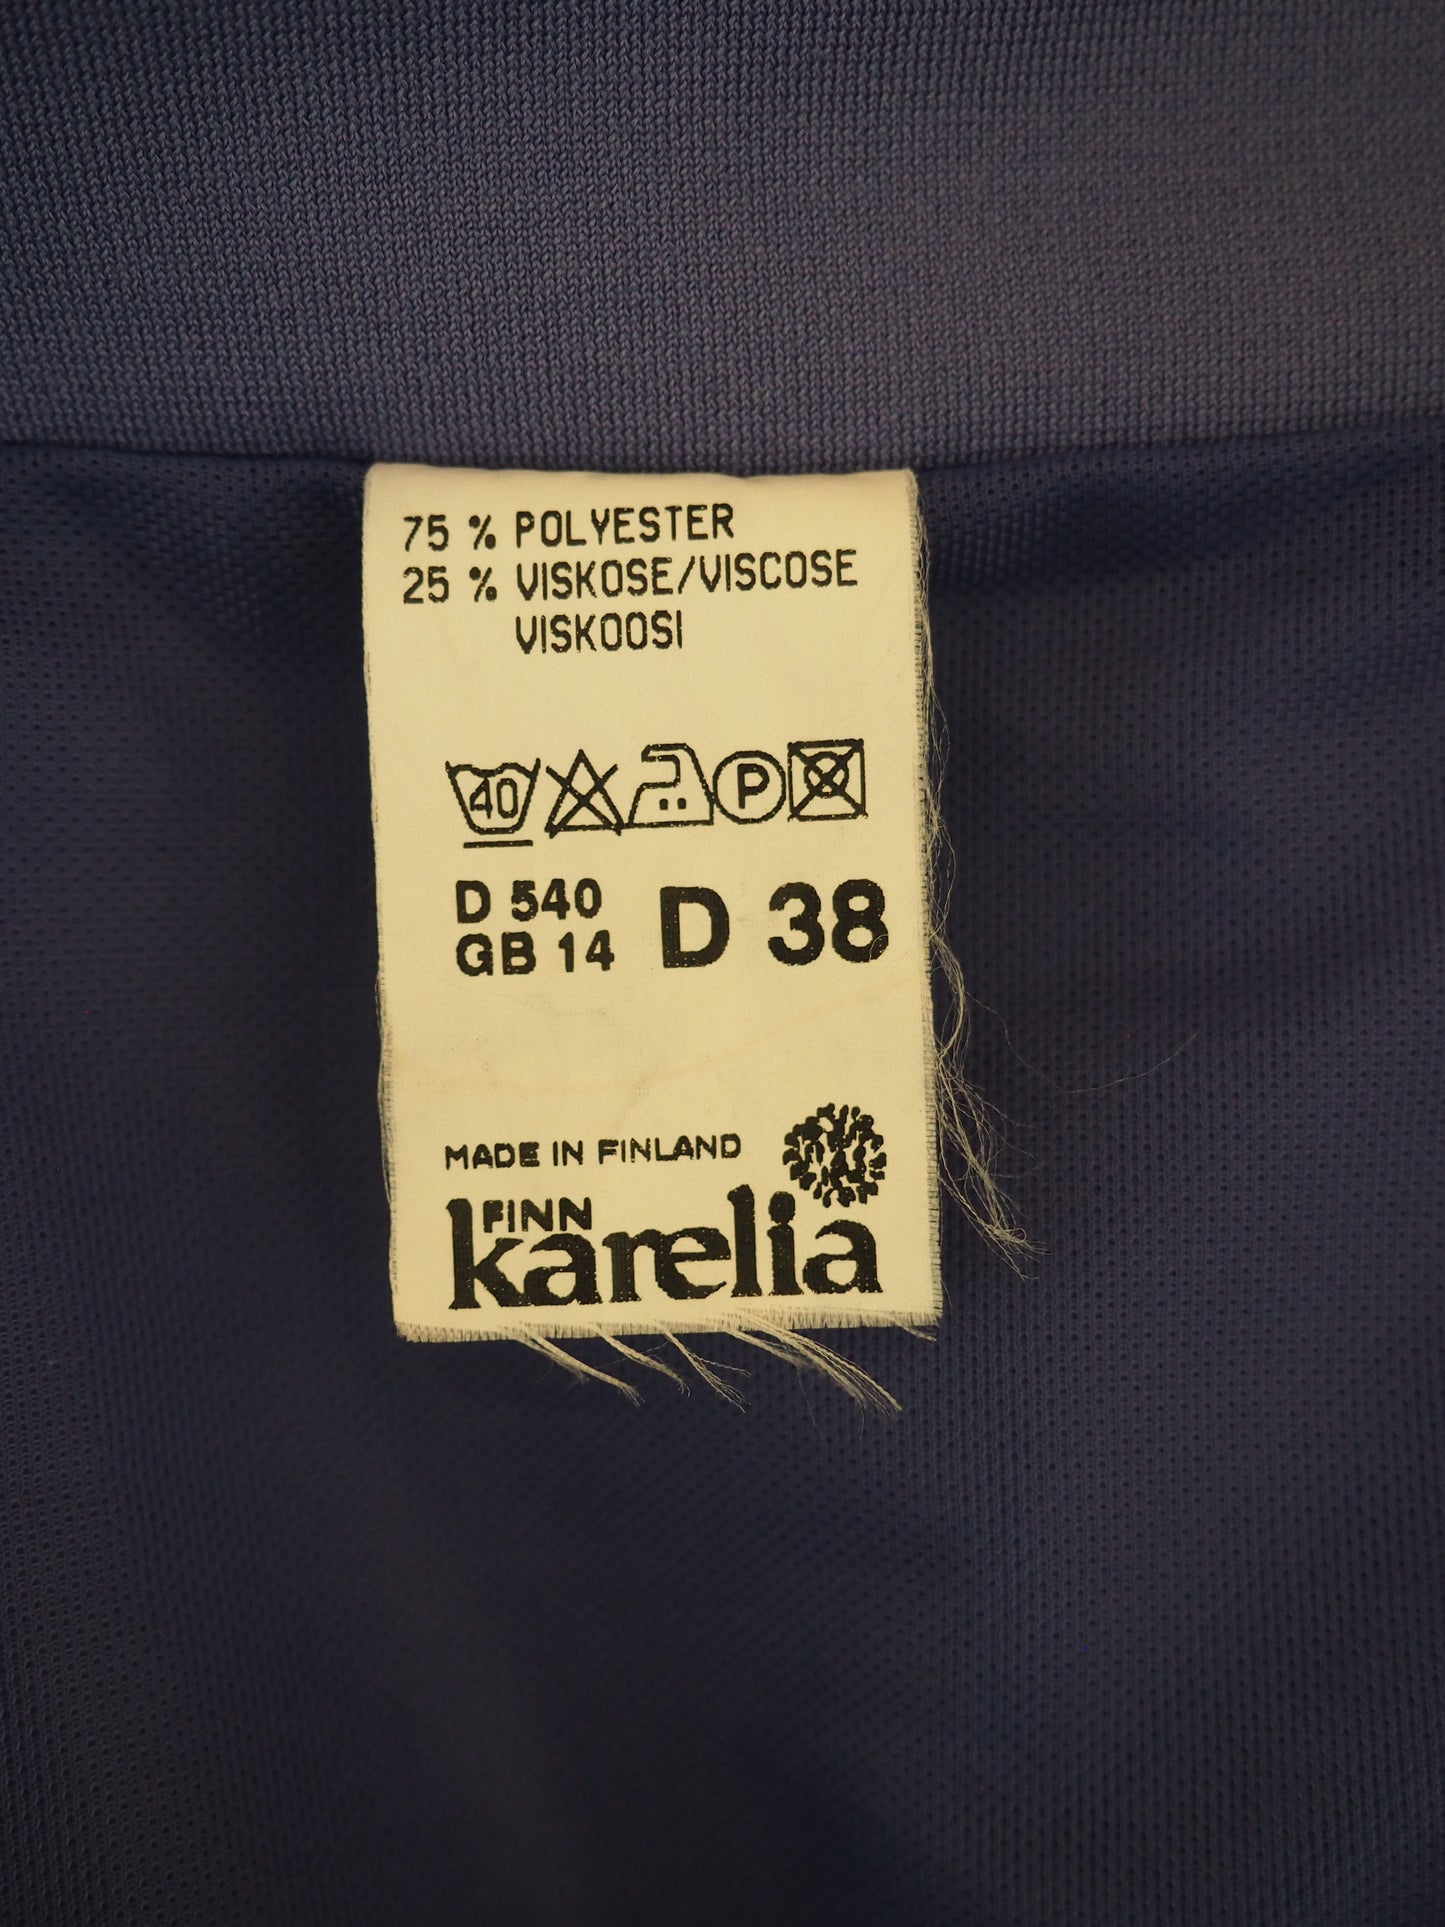 75 % POLYESTER
25 % VISKOSE/VISCOSE
VISKOOSI
40 P
D 540
GB 14
D 38
MADE IN FINLAND
FINN
karelia